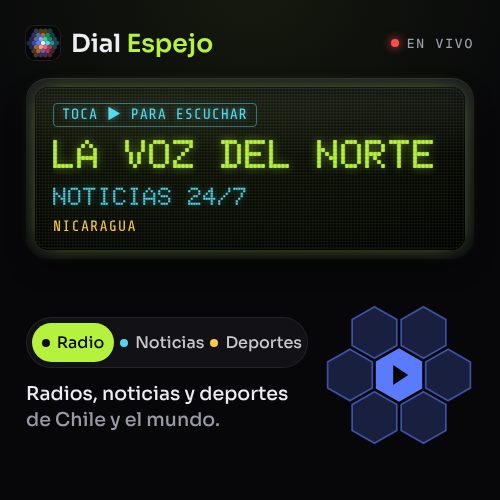 Dial Espejo
EN VIVO
TOCA ▶ PARA ESCUCHAR
LA VOZ DEL NORTE
NOTICIAS 24/7
NICARAGUA
Radio Noticias Deportes
Radios, noticias y deportes
de Chile y el mundo.